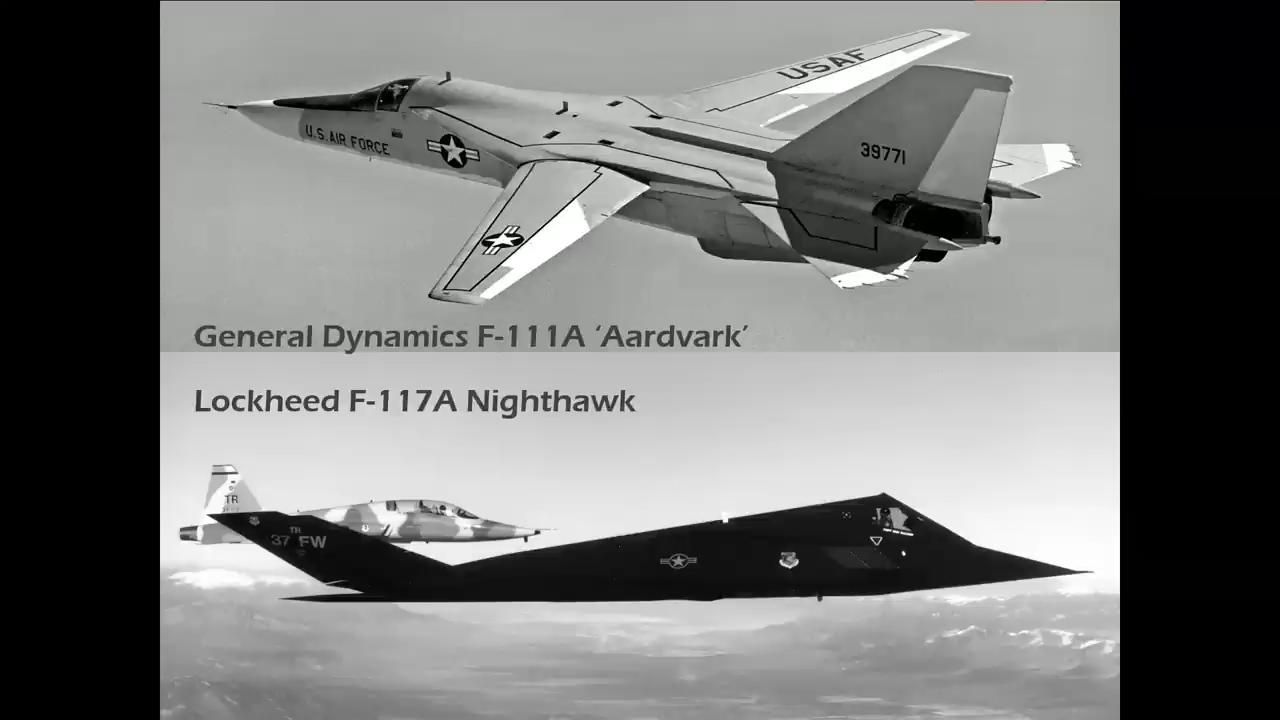 USAF
U.S. AIR FORCE
39771
General Dynamics F-111A ‘Aardvark’
Lockheed F-117A Nighthawk
TR
TR
37 FW